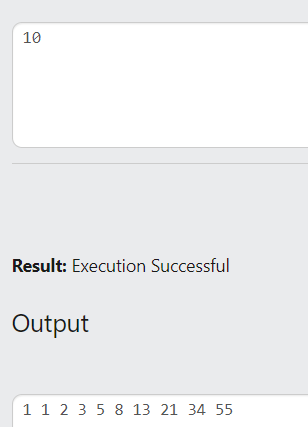 10
Result: Execution Successful
Output
1 1 2 3 5 8 13 21 34 55